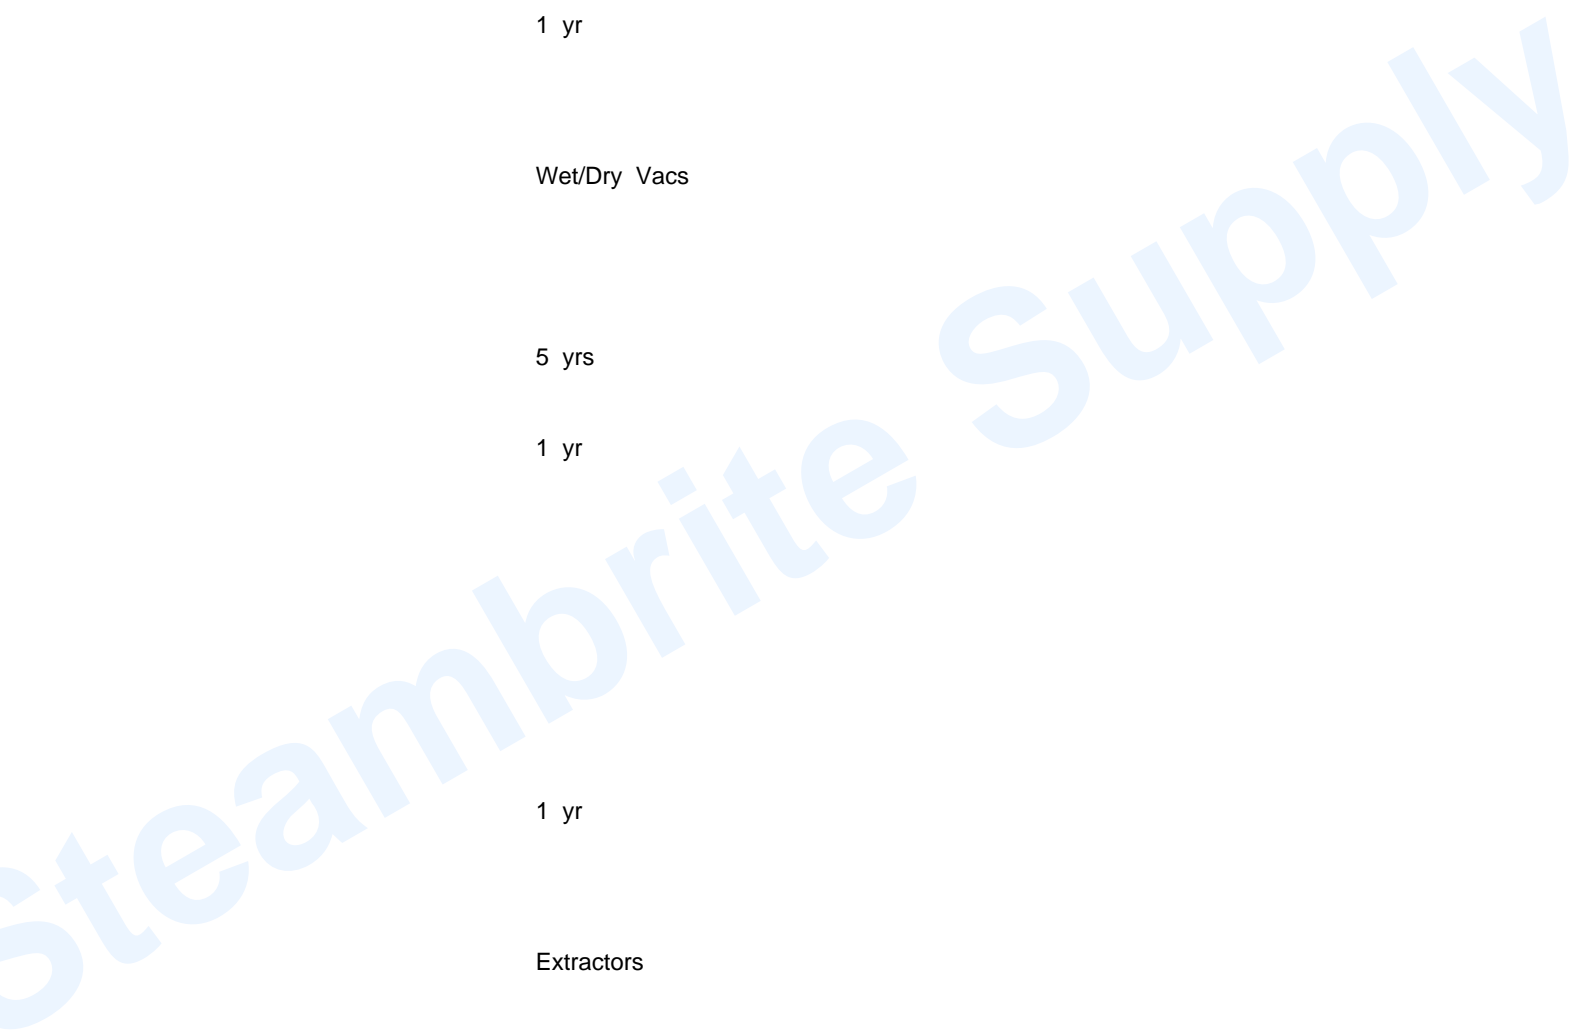 1 yr
Wet/Dry Vacs
5 yrs
1 yr
1 yr
Extractors
Steambrite Supply